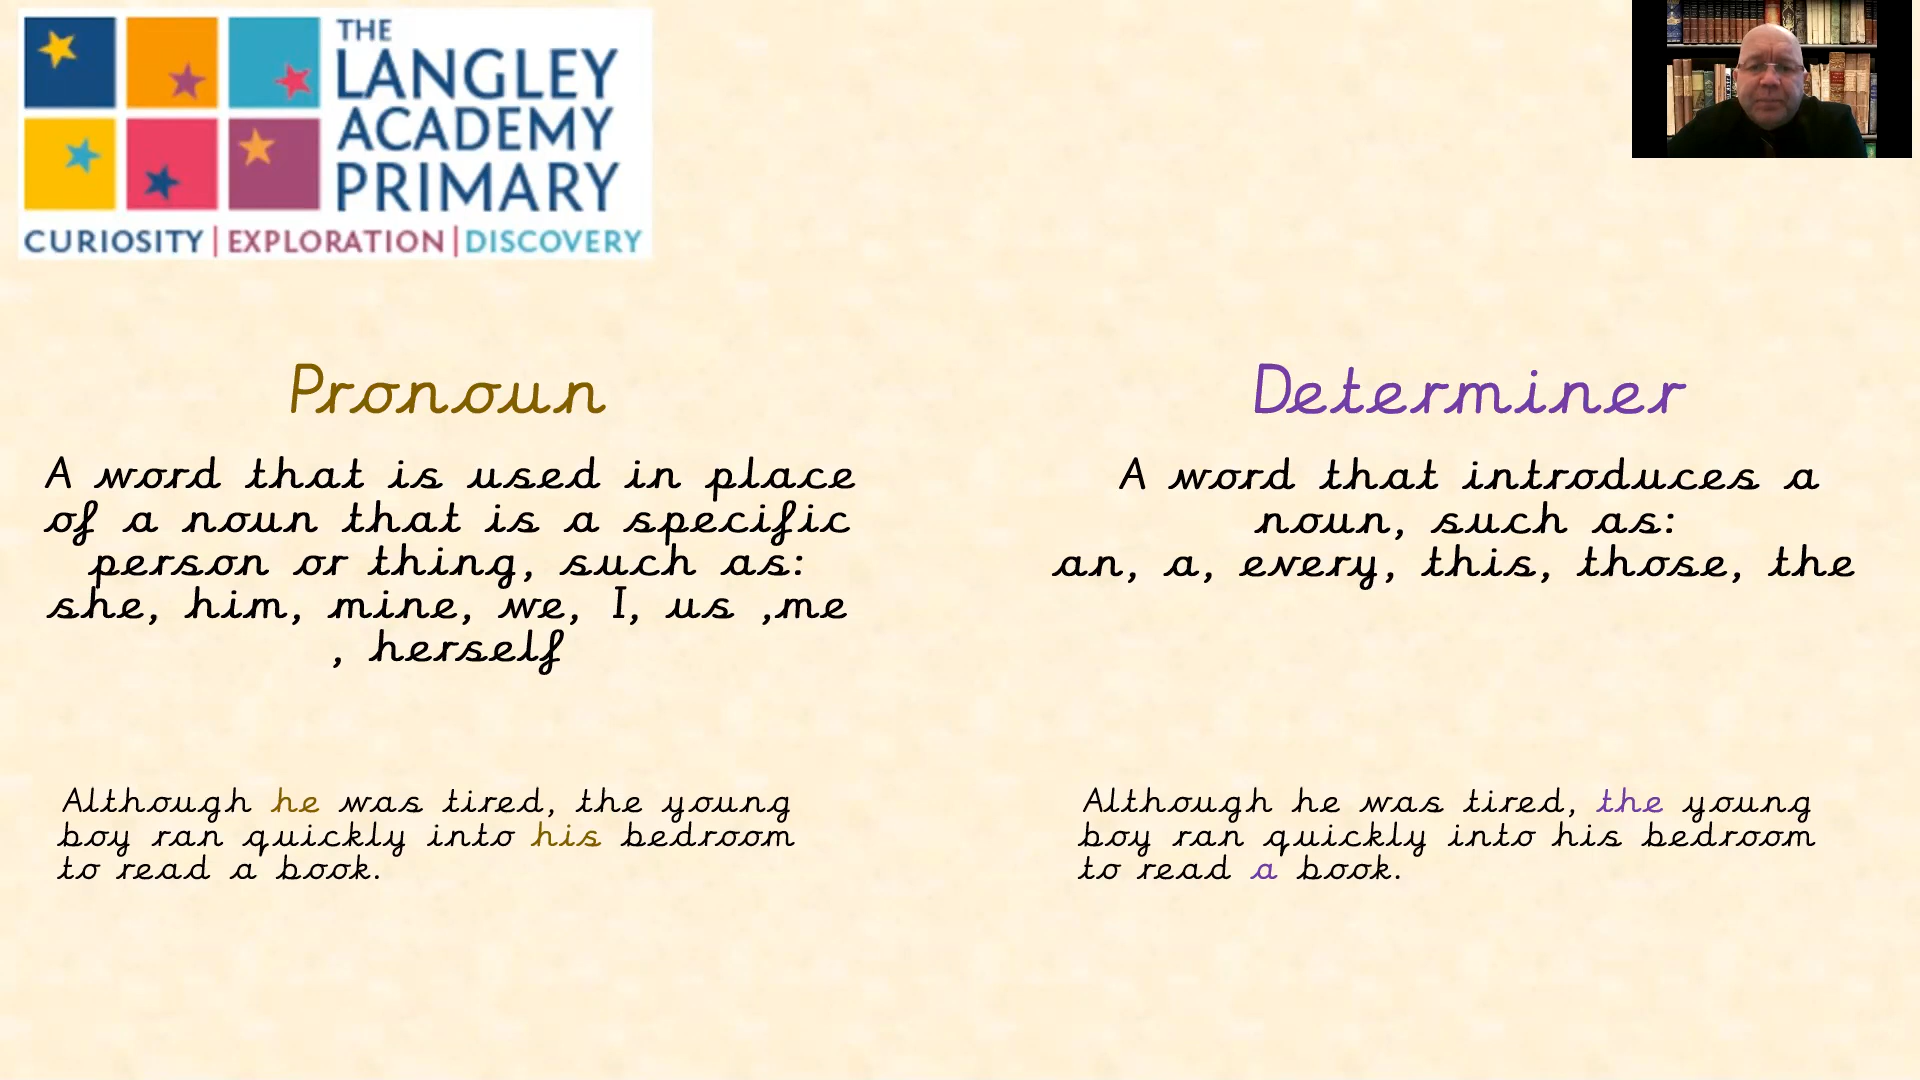 THE
LANGLEY
ACADEMY
PRIMARY
CURIOSITY | EXPLORATION | DISCOVERY
Pronoun
A word that is used in place
of a noun that is a specific
person or thing, such as:
she, him, mine, we, I, us ,me
, herself
Although he was tired, the young
boy ran quickly into his bedroom
to read a book.
Determiner
A word that introduces a
noun, such as:
an, a, every, this, those, the
Although he was tired, the young
boy ran quickly into his bedroom
to read a book.